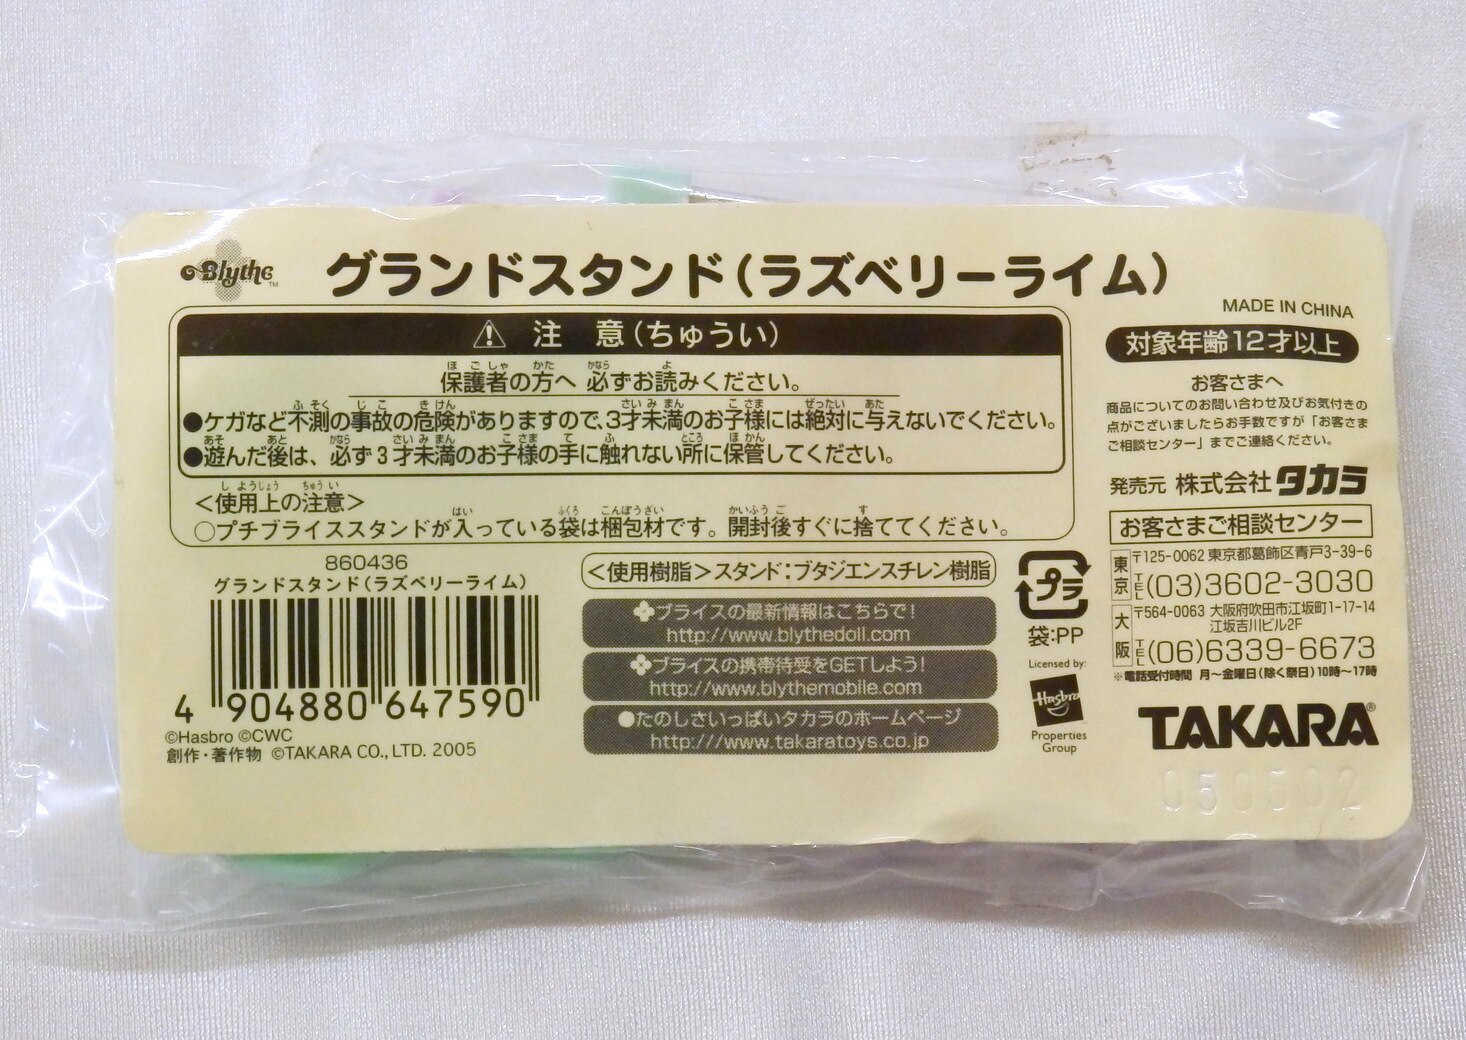 Blythe™
グランドスタンド(ラズベリーライム)
MADE IN CHINA
⚠ 注 意(ちゅうい)
保護者の方へ 必ずお読みください。
●ケガなど不測の事故の危険がありますので、3才未満のお子様には絶対に与えないでください。
●遊んだ後は、必ず3才未満のお子様の手に触れない所に保管してください。
<使用上の注意>
○プチブライススタンドが入っている袋は梱包材です。開封後すぐに捨ててください。
860436
グランドスタンド(ラズベリーライム)
4 904880 647590
©Hasbro ©CWC
創作・著作物 ©TAKARA CO., LTD. 2005
<使用樹脂>スタンド:ブタジエンスチレン樹脂
ブライスの最新情報はこちらで!
http://www.blythedoll.com
ブライスの携帯待受をGETしよう!
http://www.blythemobile.com
●たのしさいっぱいタカラのホームページ
http:///www.takaratoys.co.jp
プラ
袋:PP
Licensed by:
Hasbro
Properties
Group
対象年齢12才以上
お客さまへ
商品についてのお問い合わせ及びお気付きの
点がございましたらお手数ですが「お客さま
ご相談センター」までご連絡ください。
発売元 株式会社タカラ
お客さまご相談センター
東京 〒125-0062 東京都葛飾区青戸3-39-6
TEL(03)3602-3030
大阪 〒564-0063 大阪府吹田市江坂町1-17-14
江坂吉川ビル2F
TEL(06)6339-6673
※電話受付時間 月〜金曜日(除く祭日)10時〜17時
TAKARA®